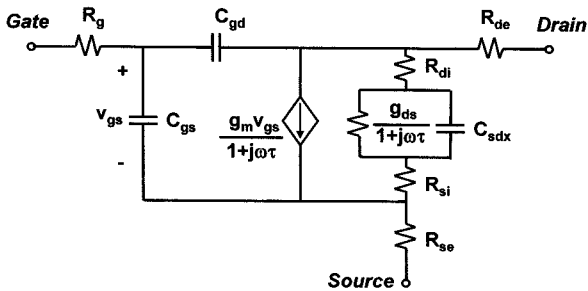 Gate
R_g
C_gd
R_de
Drain
+
R_di
v_gs
C_gs
g_m v_gs
1+jωτ
g_ds
1+jωτ
C_sdx
-
R_si
R_se
Source